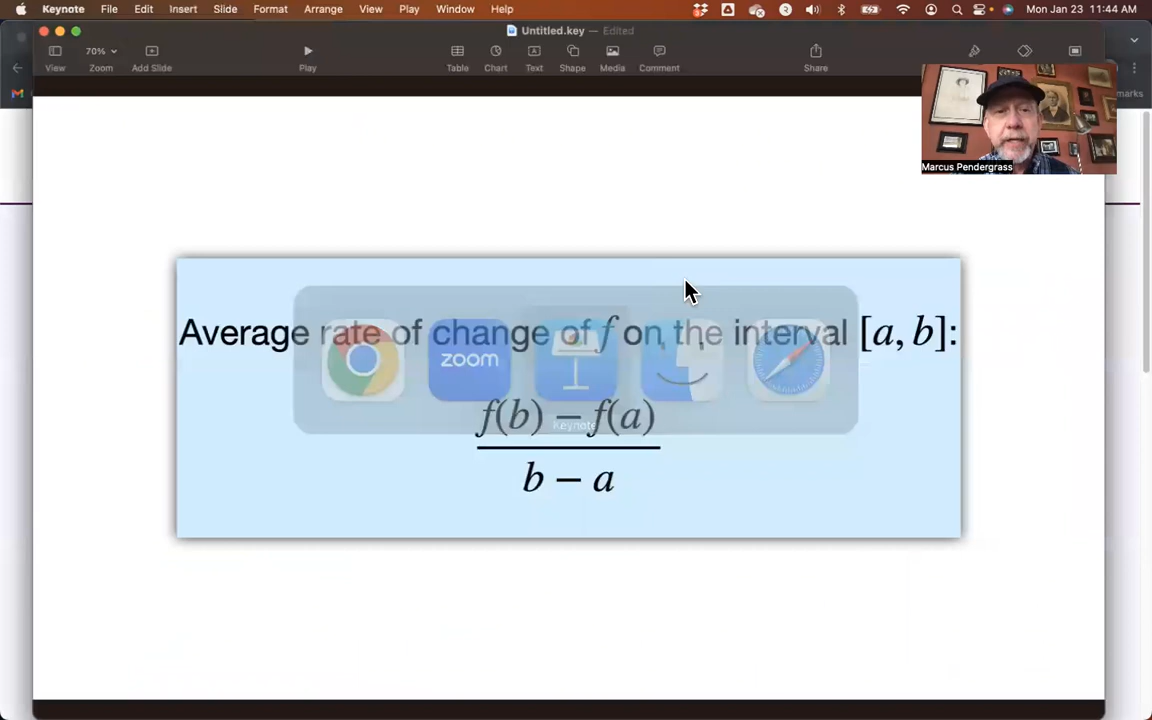 Keynote File Edit Insert Slide Format Arrange View Play Window Help Mon Jan 23 11:44 AM
Untitled.key — Edited
70%
View Zoom Add Slide Play Table Chart Text Shape Media Comment Share
marks
Marcus Pendergrass
Average rate of change of f on the interval [a, b]:
zoom
f(b) − f(a)
Keynote
b − a